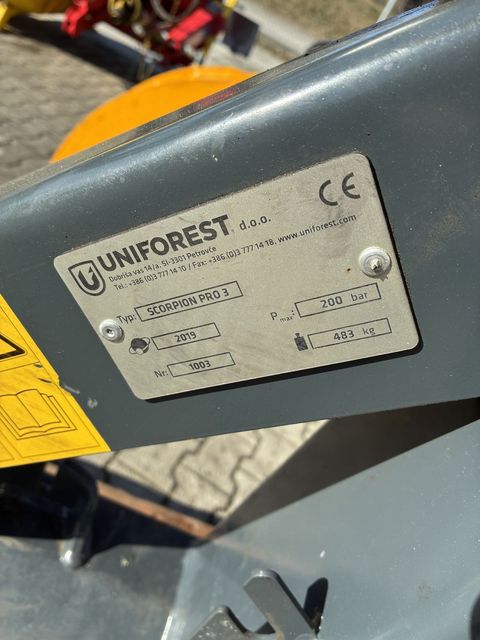 UNIFOREST d.o.o.
Dobriša vas 14/a, SI-3301 Petrovče
Tel.: +386 (0)3 777 14 10 / Fax: +386 (0)3 777 14 18, www.uniforest.com
CE
Typ: SCORPION PRO 3
2019
Nr: 1003
P max.: 200 bar
483 kg